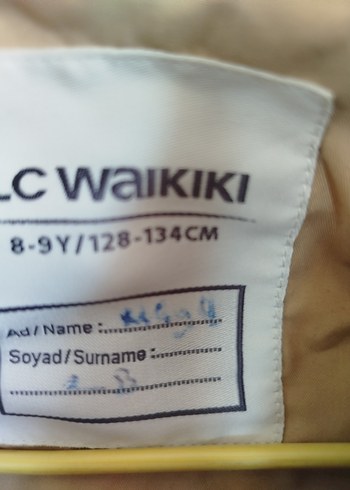 LC WAIKIKI
8-9Y/128-134CM
Ad/Name:
Soyad/Surname: